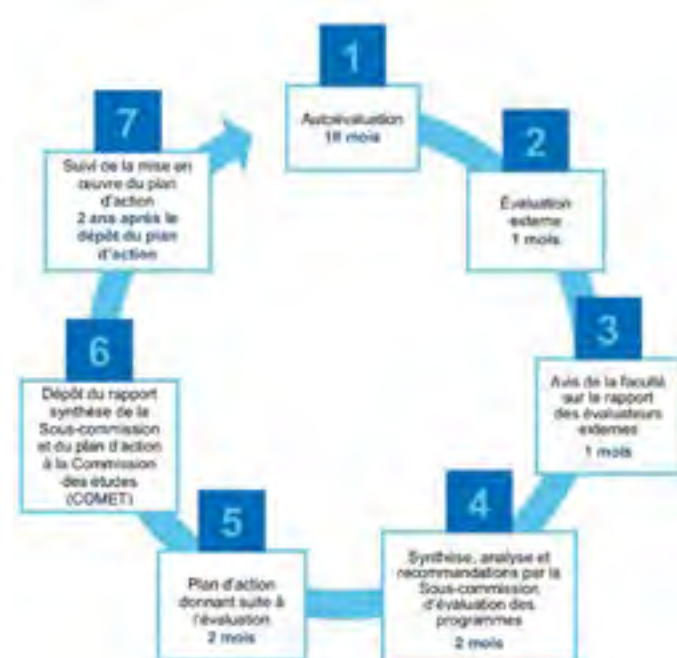 1
Autoévaluation
18 mois
2
Évaluation
externe
1 mois
3
Avis de la faculté
sur le rapport
des évaluateurs
externes
1 mois
4
Synthèse, analyse et
recommandations par la
Sous-commission
d'évaluation des
programmes
2 mois
5
Plan d'action
donnant suite à
l'évaluation
2 mois
6
Dépôt du rapport
synthèse de la
Sous-commission
et du plan d'action
à la Commission
des études
(COMET)
7
Suivi de la mise en
œuvre du plan
d'action
2 ans après le
dépôt du plan
d'action